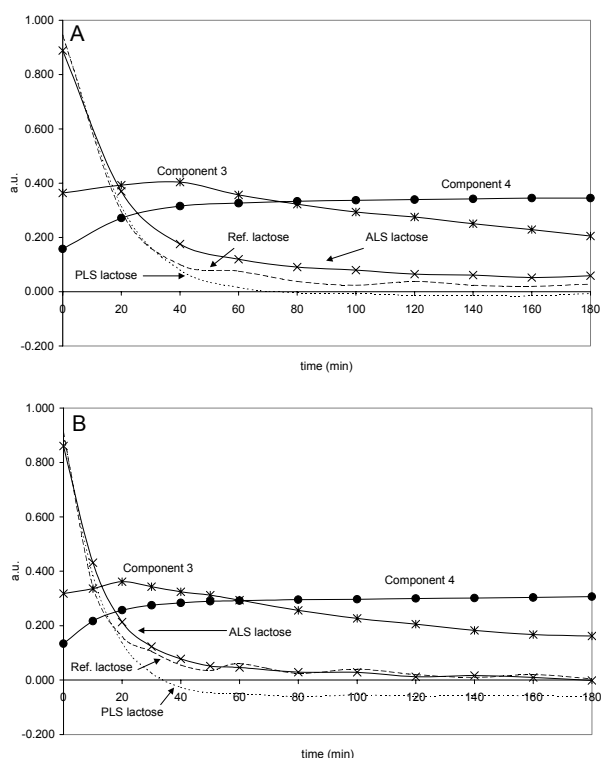 A
1.000
0.800
0.600
0.400
0.200
0.000
-0.200
a.u.
Component 3
Component 4
Ref. lactose
ALS lactose
PLS lactose
0 20 40 60 80 100 120 140 160 180
time (min)
B
1.000
0.800
0.600
0.400
0.200
0.000
-0.200
a.u.
Component 3
Component 4
ALS lactose
Ref. lactose
PLS lactose
0 20 40 60 80 100 120 140 160 180
time (min)